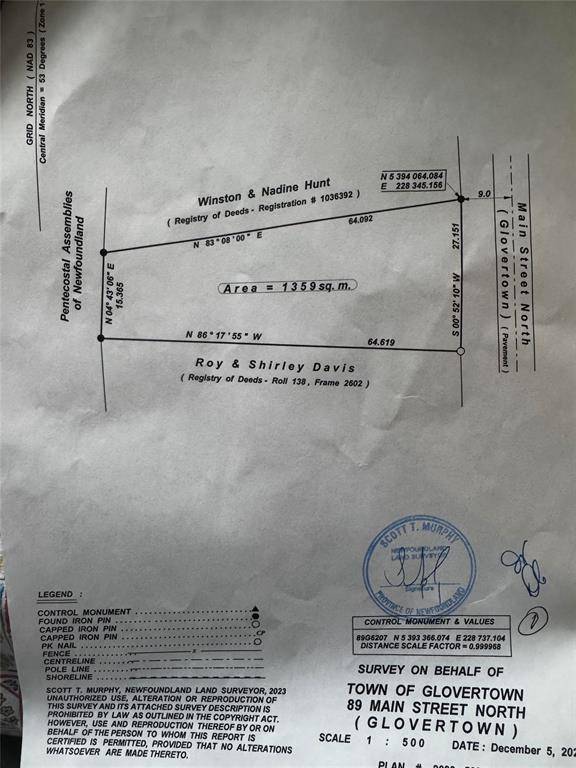 GRID NORTH ( NAD 83 )
Central Meridian = 53 Degrees ( Zone 1
Pentecostal Assemblies
of Newfoundland
Winston & Nadine Hunt
( Registry of Deeds - Registration # 1036392 )
N 83°08'00" E
64.092
N 5 394 064.084
E 228 345.156
9.0
Main Street North
( Glovertown )
( Pavement )
27.151
S 00°52'10" W
N 04°43'06" E
15.365
Area = 1359 sq. m.
N 86°17'55" W
64.619
Roy & Shirley Davis
( Registry of Deeds - Roll 138, Frame 2602 )
SCOTT T. MURPHY
NEWFOUNDLAND
LAND SURVEYOR
Signature
PROVINCE OF NEWFOUNDLAND
1
LEGEND :
CONTROL MONUMENT
FOUND IRON PIN
CAPPED IRON PIN
CAPPED IRON PIN
CP
PK NAIL
FENCE
CENTRELINE
POLE LINE
SHORELINE
SCOTT T. MURPHY, NEWFOUNDLAND LAND SURVEYOR, 2023
UNAUTHORIZED USE, ALTERATION OR REPRODUCTION OF
THIS SURVEY AND ITS ATTACHED SURVEY DESCRIPTION IS
PROHIBITED BY LAW AS OUTLINED IN THE COPYRIGHT ACT.
HOWEVER, USE AND REPRODUCTION THEREOF BY OR ON
BEHALF OF THE PERSON TO WHOM THIS REPORT IS
CERTIFIED IS PERMITTED, PROVIDED THAT NO ALTERATIONS
WHATSOEVER ARE MADE THERETO.
CONTROL MONUMENT & VALUES
89G6207 N 5 393 366.074 E 228 737.104
DISTANCE SCALE FACTOR = 0.999968
SURVEY ON BEHALF OF
TOWN OF GLOVERTOWN
89 MAIN STREET NORTH
( GLOVERTOWN )
SCALE 1 : 500 DATE : December 5, 202
PLAN #